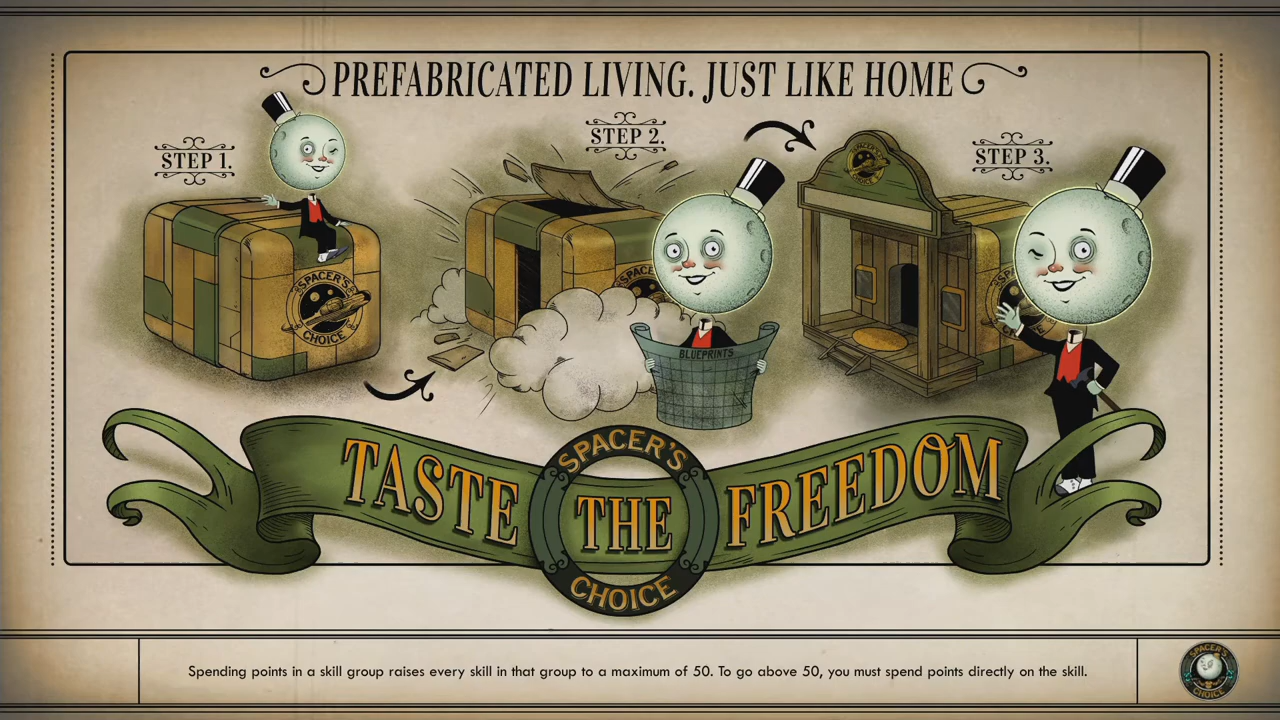 PREFABRICATED LIVING. JUST LIKE HOME
STEP 1.
STEP 2.
STEP 3.
SPACER'S
CHOICE
BLUEPRINTS
SPACER'S
TASTE THE FREEDOM
CHOICE
Spending points in a skill group raises every skill in that group to a maximum of 50. To go above 50, you must spend points directly on the skill.
SPACER'S
CHOICE